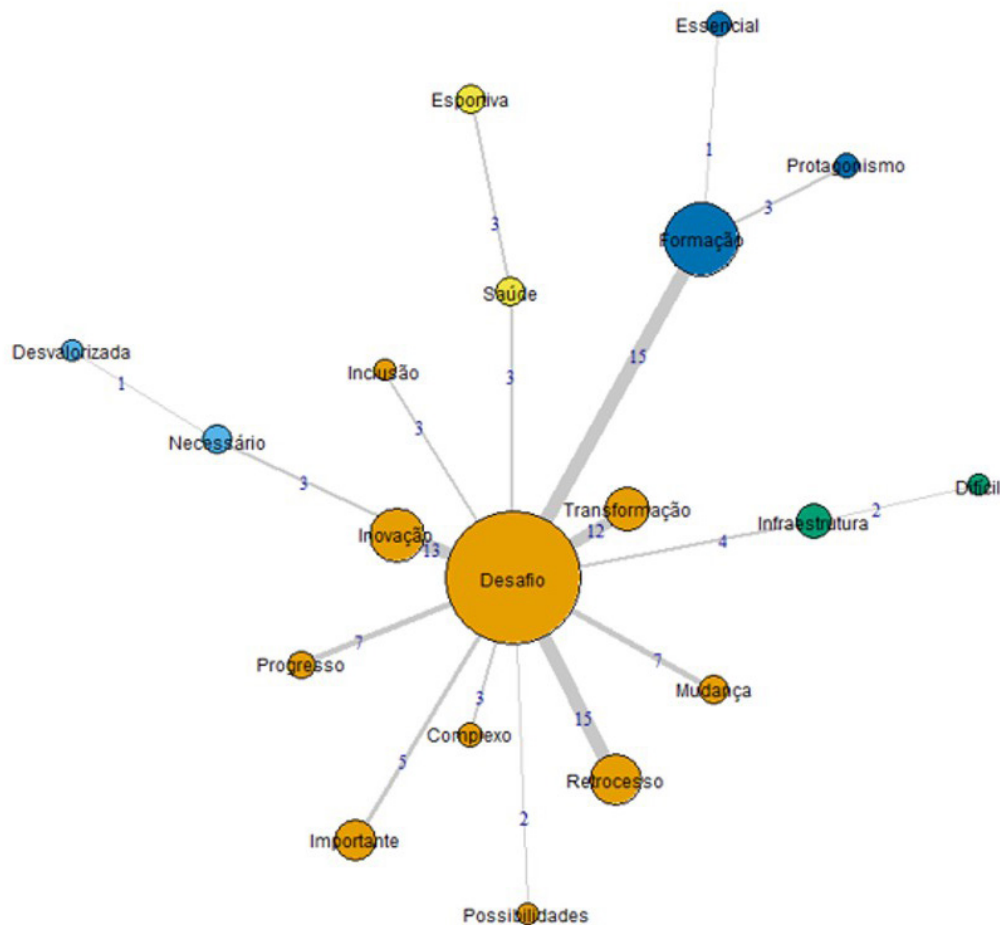 Essencial
Esportiva
1
Protagonismo
3
3
Formação
Saúde
Desvalorizada
15
Inclusão
3
1
3
Necessário
3
Difícil
Transformação
2
Infraestrutura
Inovação
12
4
13
Desafio
7
7
Progresso
Mudança
3
15
Complexo
5
Retrocesso
2
Importante
Possibilidades